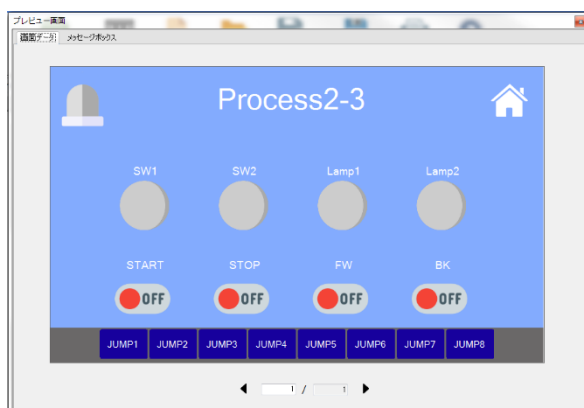 プレビュー画面
画面データ メッセージボックス
Process2-3
SW1 SW2 Lamp1 Lamp2
START STOP FW BK
OFF OFF OFF OFF
JUMP1 JUMP2 JUMP3 JUMP4 JUMP5 JUMP6 JUMP7 JUMP8
1 / 1